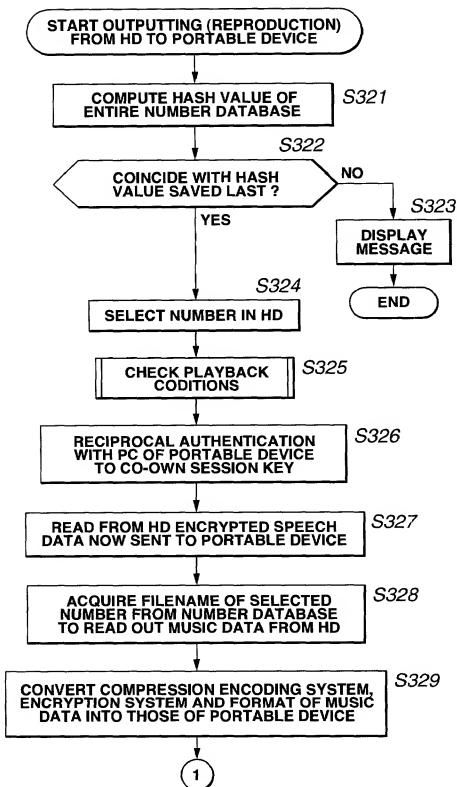 START OUTPUTTING (REPRODUCTION)
FROM HD TO PORTABLE DEVICE
COMPUTE HASH VALUE OF
ENTIRE NUMBER DATABASE
S321
S322
COINCIDE WITH HASH
VALUE SAVED LAST ?
NO
YES
S323
DISPLAY
MESSAGE
END
S324
SELECT NUMBER IN HD
CHECK PLAYBACK
CODITIONS
S325
RECIPROCAL AUTHENTICATION
WITH PC OF PORTABLE DEVICE
TO CO-OWN SESSION KEY
S326
READ FROM HD ENCRYPTED SPEECH
DATA NOW SENT TO PORTABLE DEVICE
S327
ACQUIRE FILENAME OF SELECTED
NUMBER FROM NUMBER DATABASE
TO READ OUT MUSIC DATA FROM HD
S328
CONVERT COMPRESSION ENCODING SYSTEM,
ENCRYPTION SYSTEM AND FORMAT OF MUSIC
DATA INTO THOSE OF PORTABLE DEVICE
S329
1